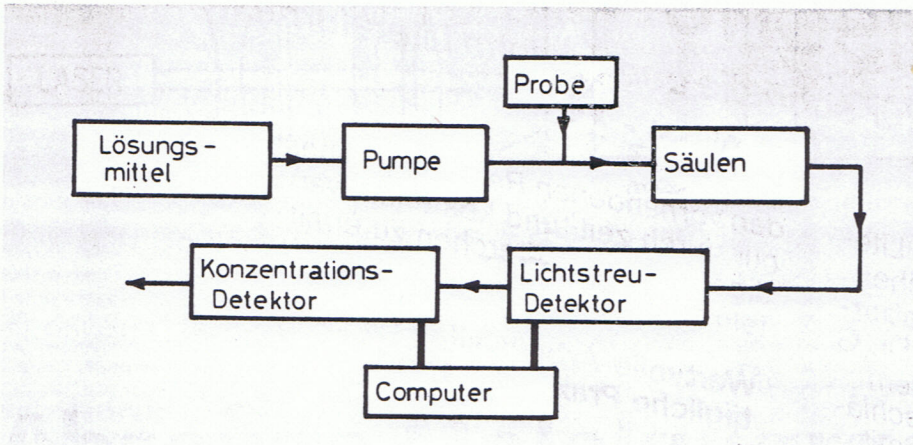 Probe
Lösungs-
mittel
Pumpe
Säulen
Konzentrations-
Detektor
Lichtstreu-
Detektor
Computer